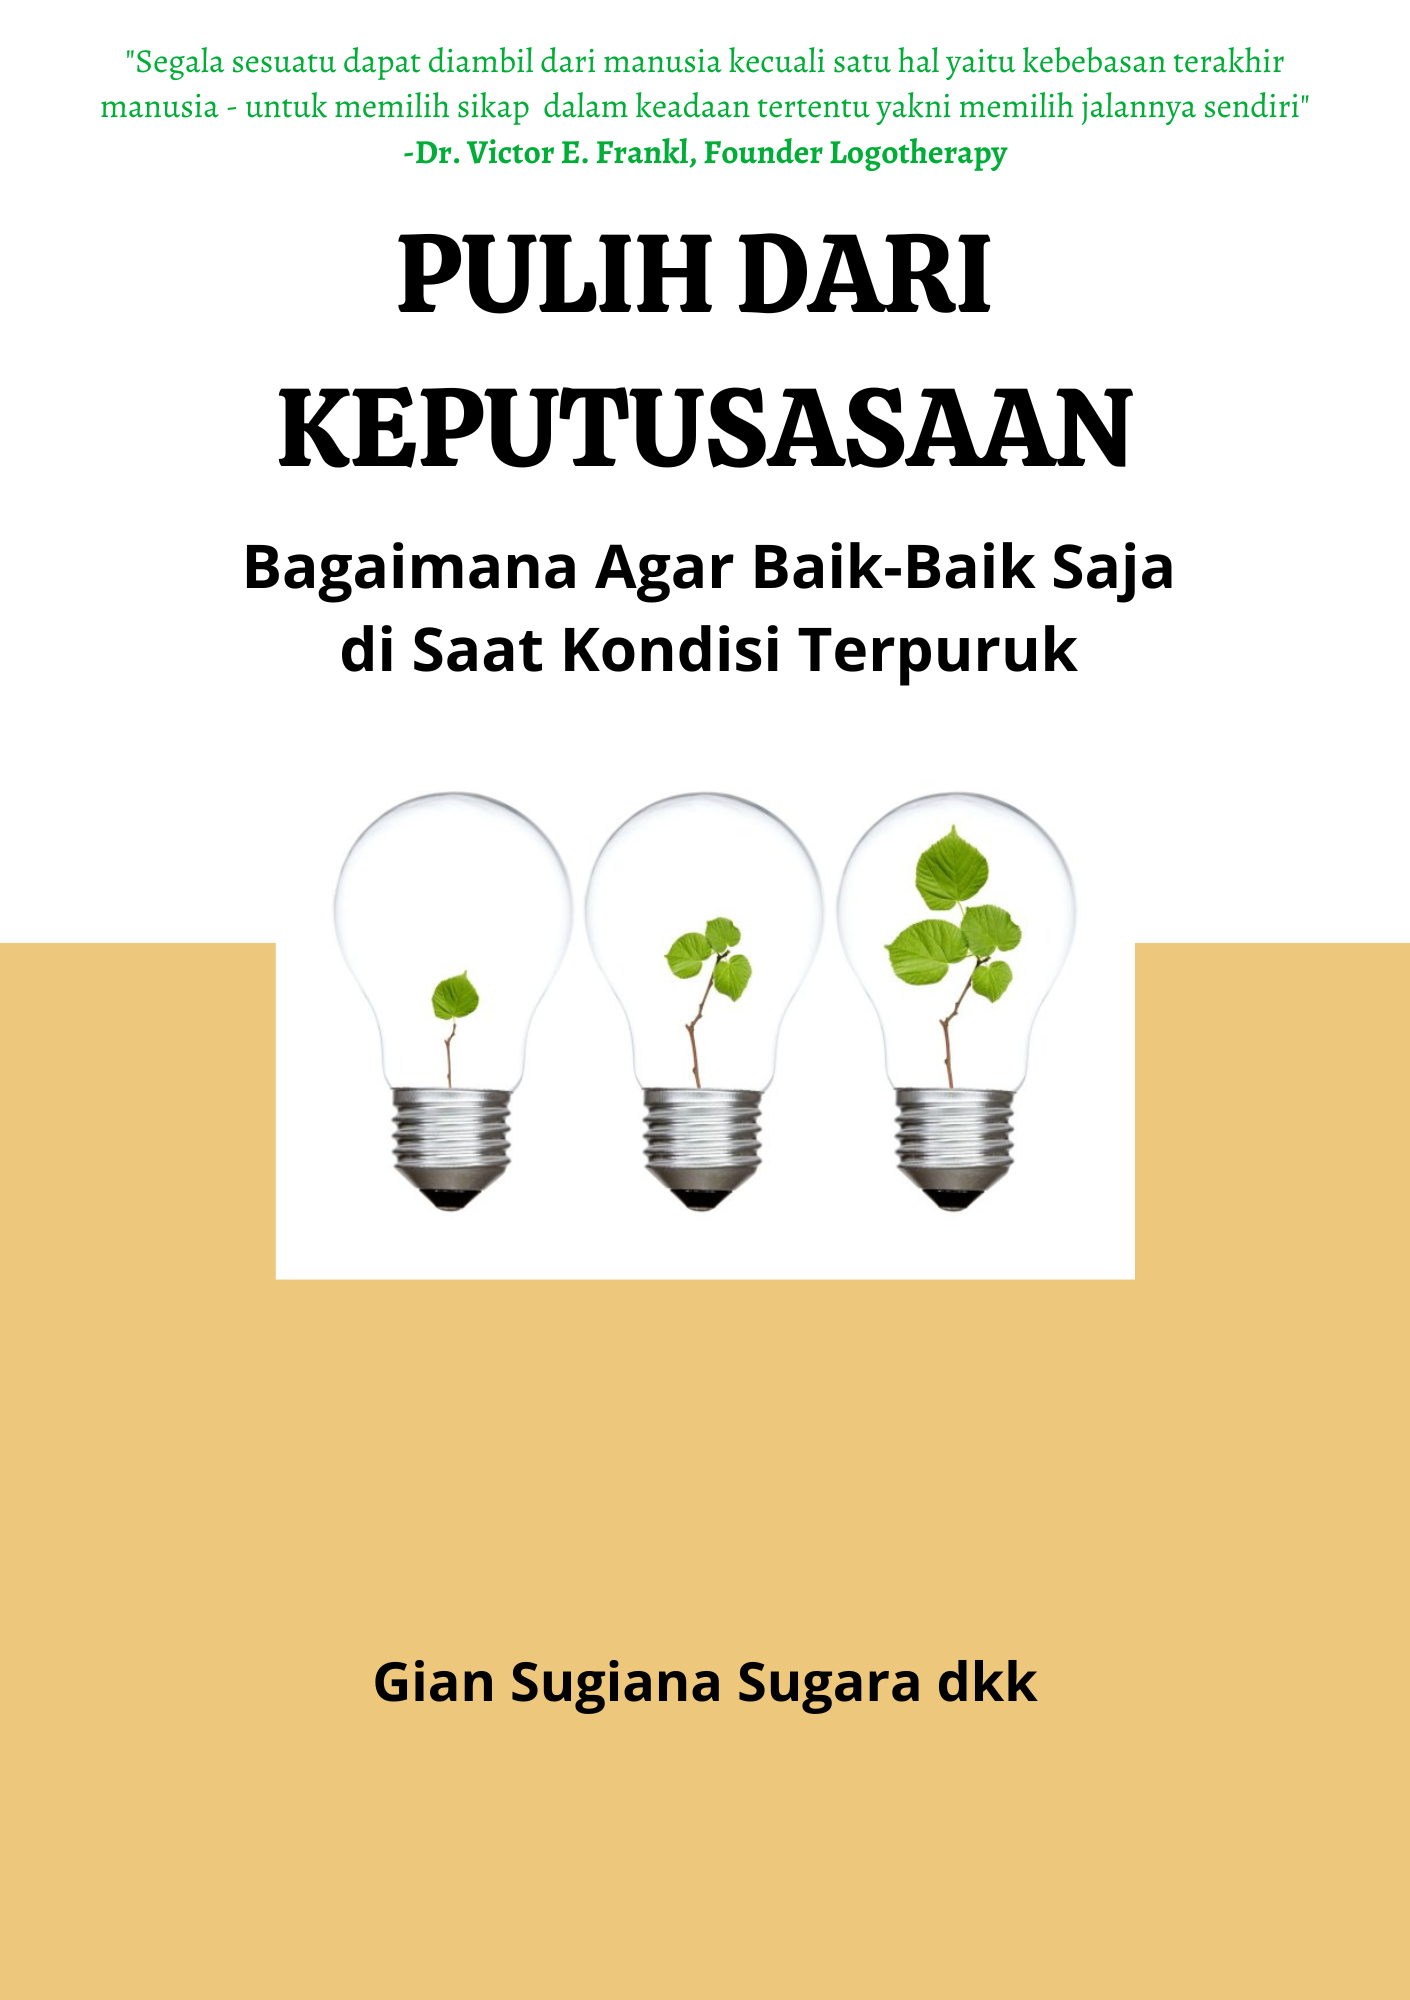 "Segala sesuatu dapat diambil dari manusia kecuali satu hal yaitu kebebasan terakhir
manusia - untuk memilih sikap  dalam keadaan tertentu yakni memilih jalannya sendiri"
-Dr. Victor E. Frankl, Founder Logotherapy
PULIH DARI
KEPUTUSASAAN
Bagaimana Agar Baik-Baik Saja
di Saat Kondisi Terpuruk
Gian Sugiana Sugara dkk